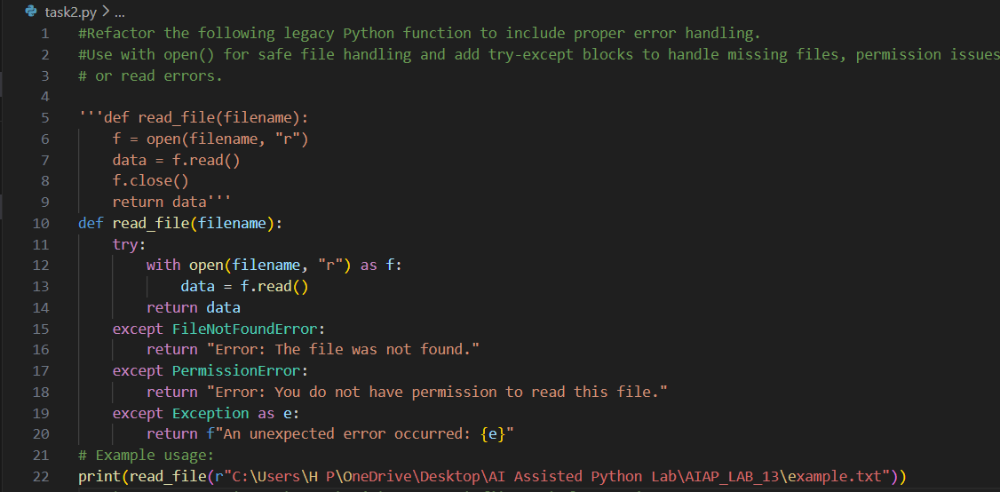 task2.py > ...
1 #Refactor the following legacy Python function to include proper error handling.
2 #Use with open() for safe file handling and add try-except blocks to handle missing files, permission issues
3 # or read errors.
4
5 '''def read_file(filename):
6     f = open(filename, "r")
7     data = f.read()
8     f.close()
9     return data'''
10 def read_file(filename):
11     try:
12         with open(filename, "r") as f:
13             data = f.read()
14         return data
15     except FileNotFoundError:
16         return "Error: The file was not found."
17     except PermissionError:
18         return "Error: You do not have permission to read this file."
19     except Exception as e:
20         return f"An unexpected error occurred: {e}"
21 # Example usage:
22 print(read_file(r"C:\Users\H P\OneDrive\Desktop\AI Assisted Python Lab\AIAP_LAB_13\example.txt"))